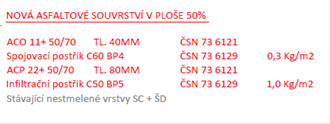 NOVÁ ASFALTOVÉ SOUVRSTVÍ V PLOŠE 50%
ACO 11+ 50/70 TL. 40MM ČSN 73 6121
Spojovací postřik C60 BP4 ČSN 73 6129 0,3 Kg/m2
ACP 22+ 50/70 TL. 80MM ČSN 73 6121
Infiltrační postřik C50 BP5 ČSN 73 6129 1,0 Kg/m2
Stávající nestmelené vrstvy SC + ŠD